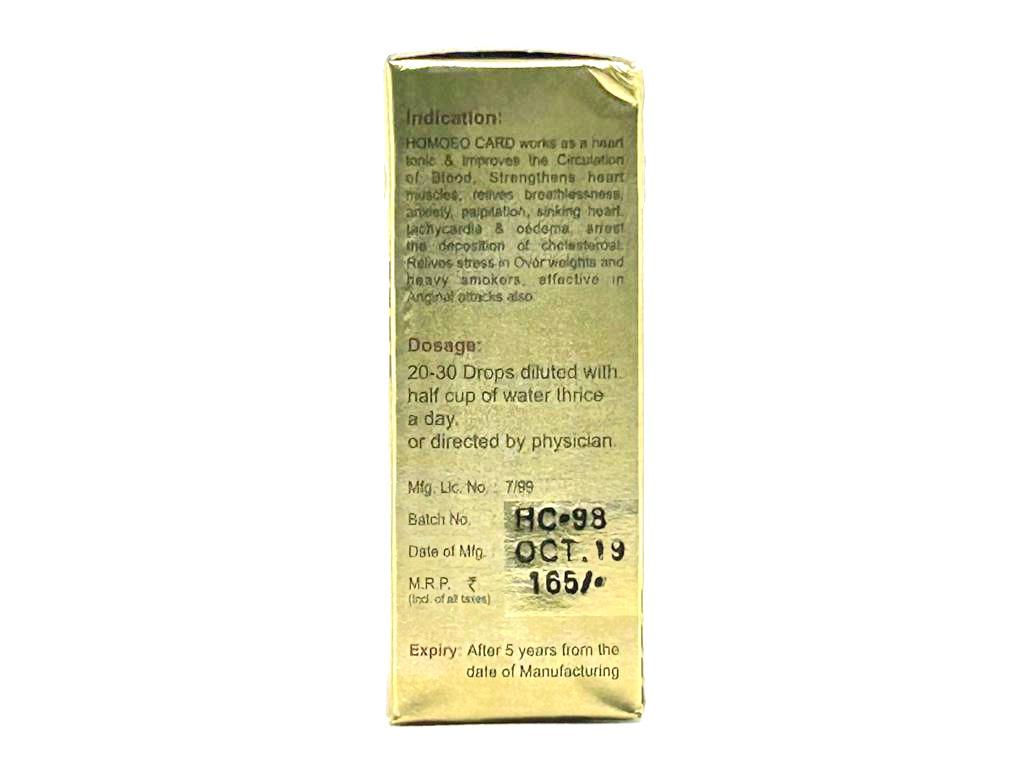 Indication:
HOMOEO CARD works as a heart
tonic & Improves the Circulation
of Blood, Strengthens heart
muscles, relives breathlessness,
anxiety, palpitation, sinking heart,
tachycardia & oedema, arrest
the deposition of cholesteroal.
Relives stress in Over weights and
heavy smokers, effective in
Anginal attacks also
Dosage:
20-30 Drops diluted with
half cup of water thrice
a day,
or directed by physician.
Mfg. Lic. No. : 7/99
Batch No. : HC-98
Date of Mfg. : OCT.19
M.R.P. ₹ 165/-
(Incl. of all taxes)
Expiry: After 5 years from the
date of Manufacturing